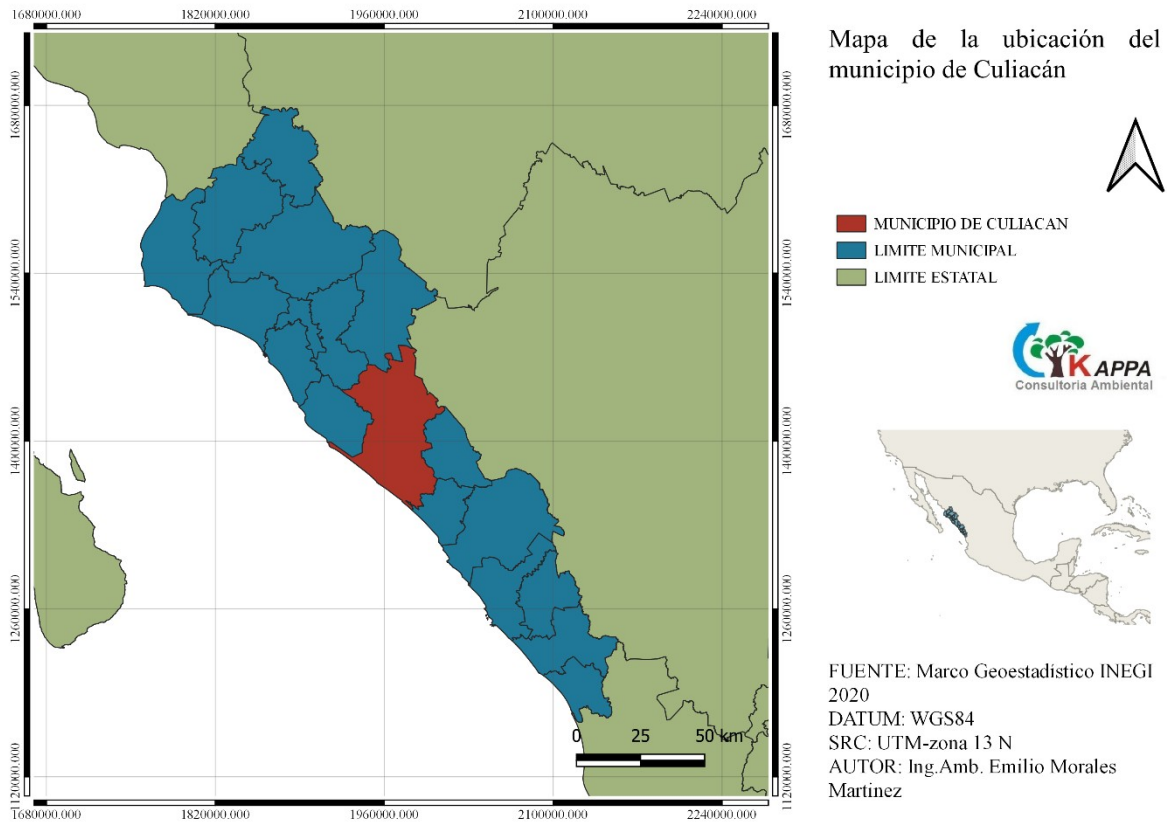 1680000.000 1820000.000 1960000.000 2100000.000 2240000.000
1680000.000 1680000.000
1540000.000 1540000.000
1400000.000 1400000.000
1260000.000 1260000.000
1120000.000 1120000.000
0 25 50 km
1680000.000 1820000.000 1960000.000 2100000.000 2240000.000
Mapa de la ubicación del
municipio de Culiacán
MUNICIPIO DE CULIACAN
LIMITE MUNICIPAL
LIMITE ESTATAL
KAPPA
Consultoria Ambiental
FUENTE: Marco Geoestadístico INEGI
2020
DATUM: WGS84
SRC: UTM-zona 13 N
AUTOR: Ing.Amb. Emilio Morales
Martinez